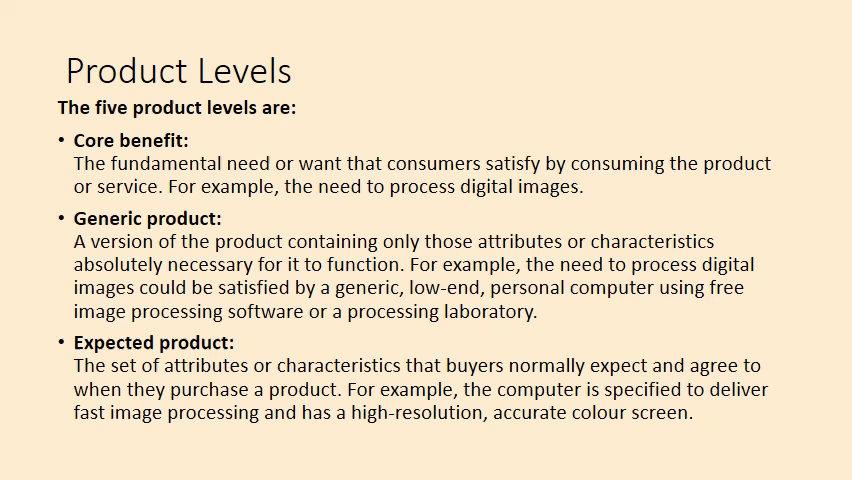 Product Levels
The five product levels are:
• Core benefit:
The fundamental need or want that consumers satisfy by consuming the product
or service. For example, the need to process digital images.
• Generic product:
A version of the product containing only those attributes or characteristics
absolutely necessary for it to function. For example, the need to process digital
images could be satisfied by a generic, low-end, personal computer using free
image processing software or a processing laboratory.
• Expected product:
The set of attributes or characteristics that buyers normally expect and agree to
when they purchase a product. For example, the computer is specified to deliver
fast image processing and has a high-resolution, accurate colour screen.